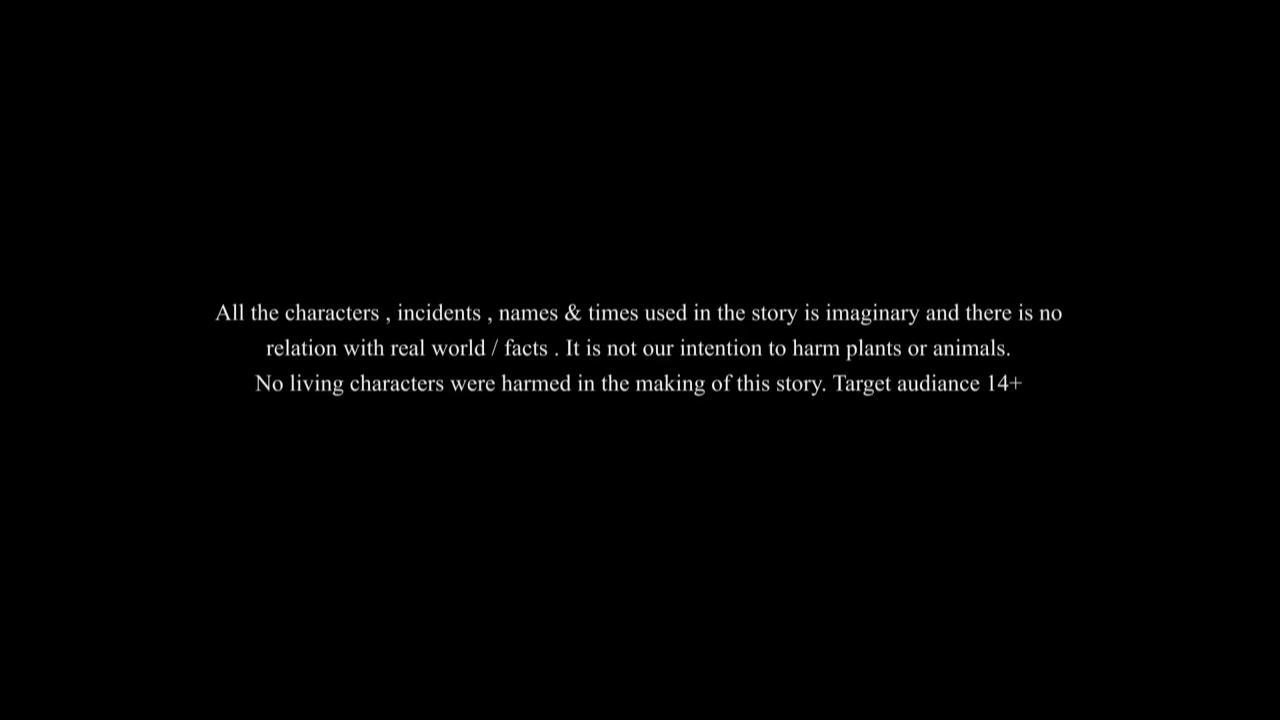 All the characters , incidents , names & times used in the story is imaginary and there is no
relation with real world / facts . It is not our intention to harm plants or animals.
No living characters were harmed in the making of this story. Target audiance 14+